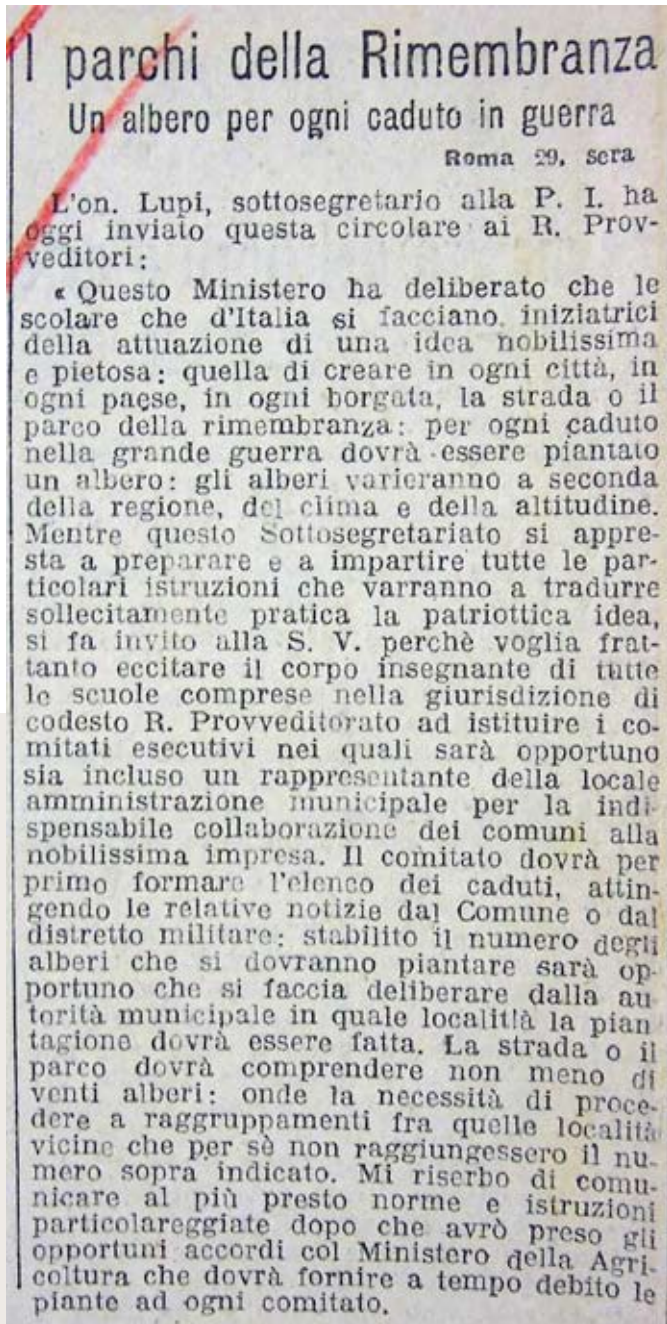 I parchi della Rimembranza
Un albero per ogni caduto in guerra
Roma 29, sera
L'on. Lupi, sottosegretario alla P. I. ha
oggi inviato questa circolare ai R. Prov-
veditori:
« Questo Ministero ha deliberato che le
scolare che d'Italia si facciano. iniziatrici
della attuazione di una idea nobilissima
e pietosa: quella di creare in ogni città, in
ogni paese, in ogni borgata, la strada o il
parco della rimembranza: per ogni caduto
nella grande guerra dovrà essere piantato
un albero: gli alberi varieranno a seconda
della regione, del clima e della altitudine.
Mentre questo Sottosegretariato si appre-
sta a preparare e a impartire tutte le par-
ticolari istruzioni che varranno a tradurre
sollecitamente pratica la patriottica idea,
si fa invito alla S. V. perchè voglia frat-
tanto eccitare il corpo insegnante di tutte
le scuole comprese nella giurisdizione di
codesto R. Provveditorato ad istituire i co-
mitati esecutivi nei quali sarà opportuno
sia incluso un rappresentante della locale
amministrazione municipale per la indi-
spensabile collaborazione dei comuni alla
nobilissima impresa. Il comitato dovrà per
primo formare l'elenco dei caduti, attin-
gendo le relative notizie dal Comune o dal
distretto militare: stabilito il numero degli
alberi che si dovranno piantare sarà op-
portuno che si faccia deliberare dalla au-
torità municipale in quale localitlà la pian
tagione dovrà essere fatta. La strada o il
parco dovrà comprendere non meno di
venti alberi: onde la necessità di proce-
dere a raggruppamenti fra quelle località
vicine che per sè non raggiungessero il nu-
mero sopra indicato. Mi riserbo di comu-
nicare al più presto norme e istruzioni
particolareggiate dopo che avrò preso gli
opportuni accordi col Ministero della Agri-
coltura che dovrà fornire a tempo debito le
piante ad ogni comitato.